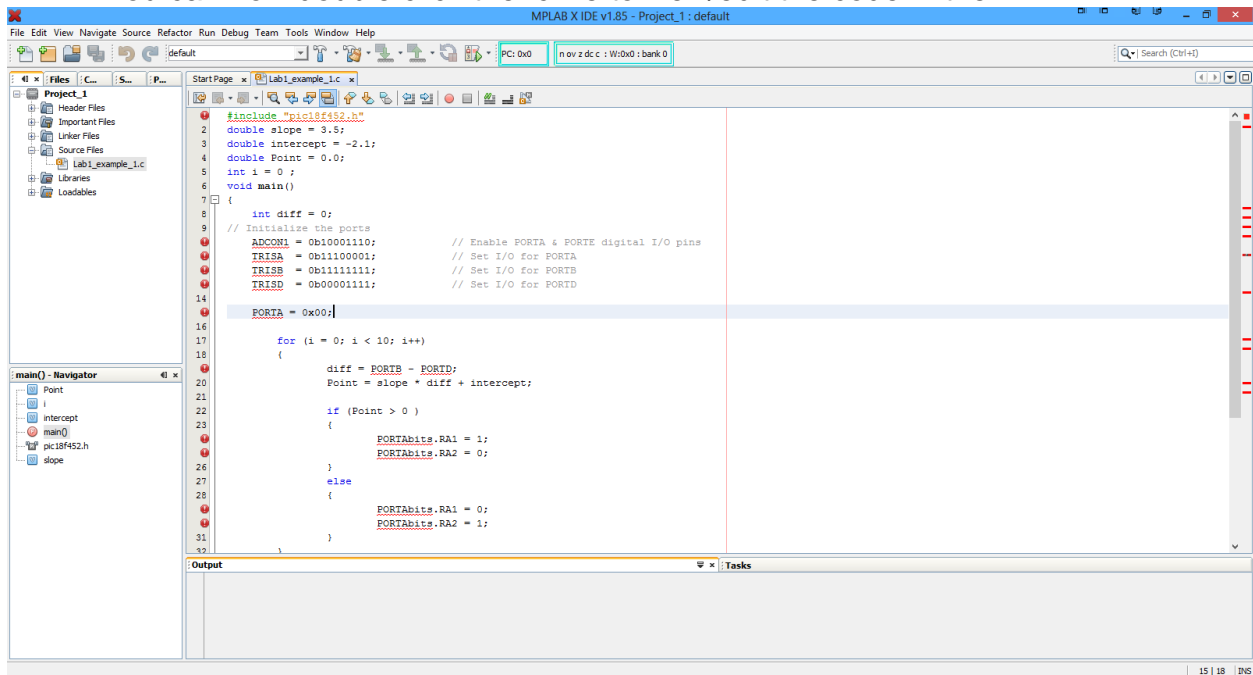 MPLAB X IDE v1.85 - Project_1 : default
File Edit View Navigate Source Refactor Run Debug Team Tools Window Help
default
PC: 0x0
n ov z dc c : W:0x0 : bank 0
Search (Ctrl+I)
Files C... S... P...
Start Page Lab1_example_1.c
Project_1
Header Files
Important Files
Linker Files
Source Files
Lab1_example_1.c
Libraries
Loadables
#include "pic18f452.h"
2 double slope = 3.5;
3 double intercept = -2.1;
4 double Point = 0.0;
5 int i = 0 ;
6 void main()
7 {
8 int diff = 0;
9 // Initialize the ports
ADCON1 = 0b10001110; // Enable PORTA & PORTE digital I/O pins
TRISA = 0b11100001; // Set I/O for PORTA
TRISB = 0b11111111; // Set I/O for PORTB
TRISD = 0b00001111; // Set I/O for PORTD
14
PORTA = 0x00;
16
17 for (i = 0; i < 10; i++)
18 {
diff = PORTB - PORTD;
20 Point = slope * diff + intercept;
21
22 if (Point > 0 )
23 {
PORTAbits.RA1 = 1;
PORTAbits.RA2 = 0;
26 }
27 else
28 {
PORTAbits.RA1 = 0;
PORTAbits.RA2 = 1;
31 }
32 }
main() - Navigator
Point
i
intercept
main()
pic18f452.h
slope
Output
Tasks
15 | 18 INS